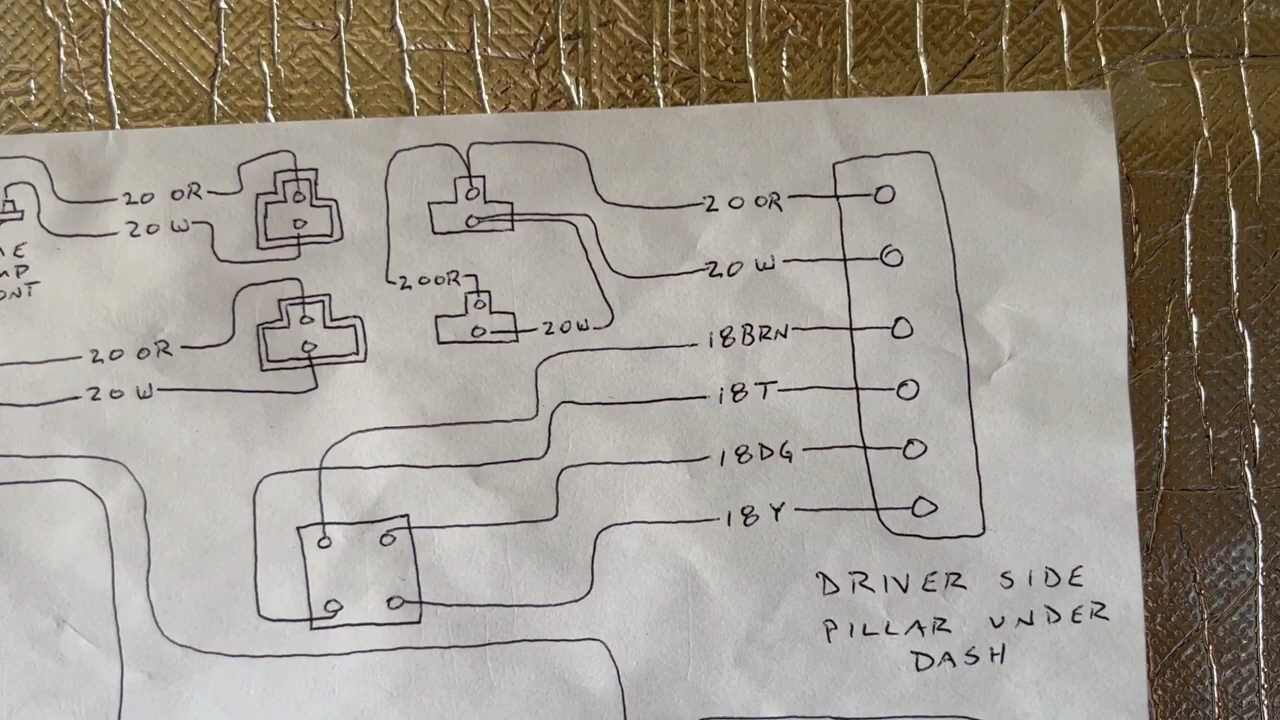 20 OR
20 W
20 OR
20 W
20 OR
20 W
20 OR
20 W
18 BRN
18 T
18 DG
18 Y
DRIVER SIDE
PILLAR UNDER
DASH